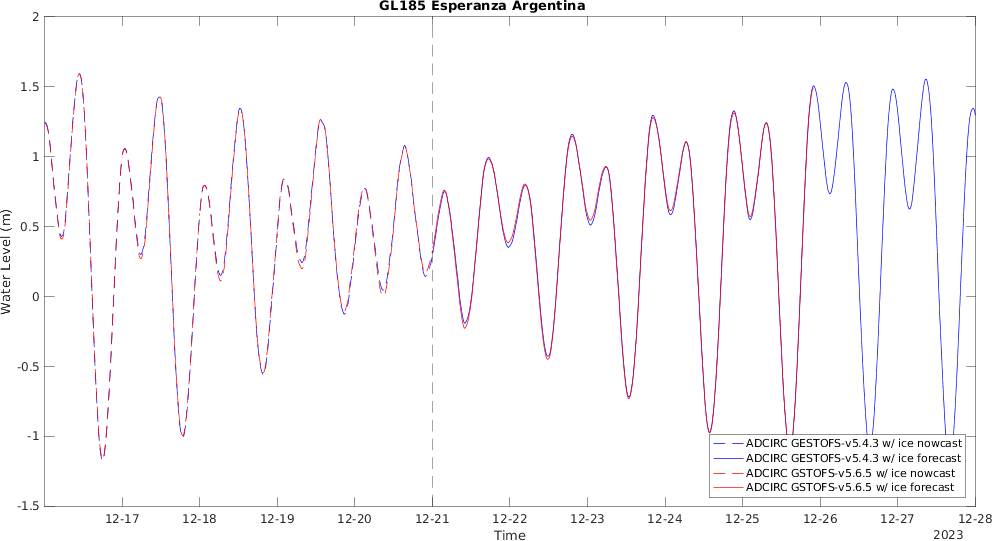 GL185 Esperanza Argentina
Water Level (m)
2
1.5
1
0.5
0
-0.5
-1
-1.5
ADCIRC GESTOFS-v5.4.3 w/ ice nowcast
ADCIRC GESTOFS-v5.4.3 w/ ice forecast
ADCIRC GSTOFS-v5.6.5 w/ ice nowcast
ADCIRC GSTOFS-v5.6.5 w/ ice forecast
12-17 12-18 12-19 12-20 12-21 12-22 12-23 12-24 12-25 12-26 12-27 12-28
Time
2023